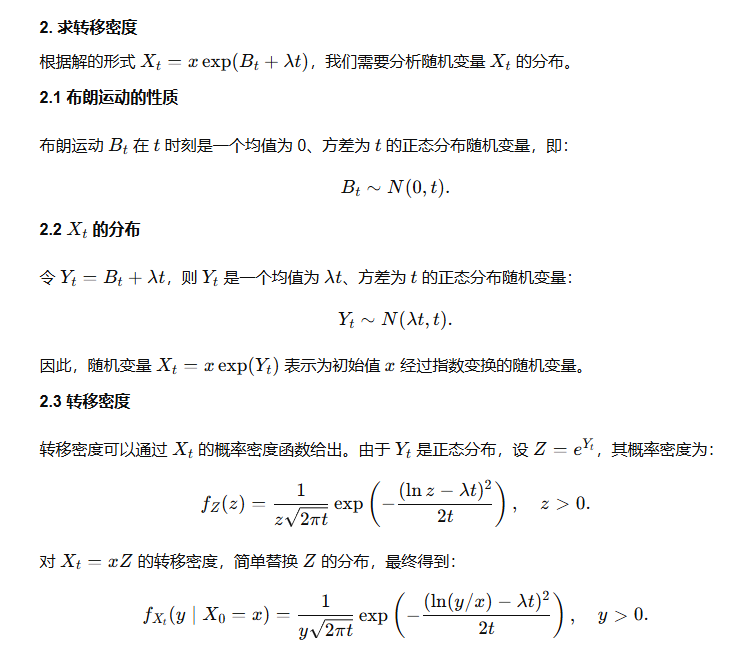 2. 求转移密度
根据解的形式 $X_t = x \exp(B_t + \lambda t)$，我们需要分析随机变量 $X_t$ 的分布。
2.1 布朗运动的性质
布朗运动 $B_t$ 在 $t$ 时刻是一个均值为 0、方差为 $t$ 的正态分布随机变量，即：
$B_t \sim N(0, t).$
2.2 $X_t$ 的分布
令 $Y_t = B_t + \lambda t$，则 $Y_t$ 是一个均值为 $\lambda t$、方差为 $t$ 的正态分布随机变量：
$Y_t \sim N(\lambda t, t).$
因此，随机变量 $X_t = x \exp(Y_t)$ 表示为初始值 $x$ 经过指数变换的随机变量。
2.3 转移密度
转移密度可以通过 $X_t$ 的概率密度函数给出。由于 $Y_t$ 是正态分布，设 $Z = e^{Y_t}$，其概率密度为：
$f_Z(z) = \frac{1}{z\sqrt{2\pi t}} \exp\left(-\frac{(\ln z - \lambda t)^2}{2t}\right), \quad z > 0.$
对 $X_t = xZ$ 的转移密度，简单替换 $Z$ 的分布，最终得到：
$f_{X_t}(y \mid X_0 = x) = \frac{1}{y\sqrt{2\pi t}} \exp\left(-\frac{(\ln(y/x) - \lambda t)^2}{2t}\right), \quad y > 0.$